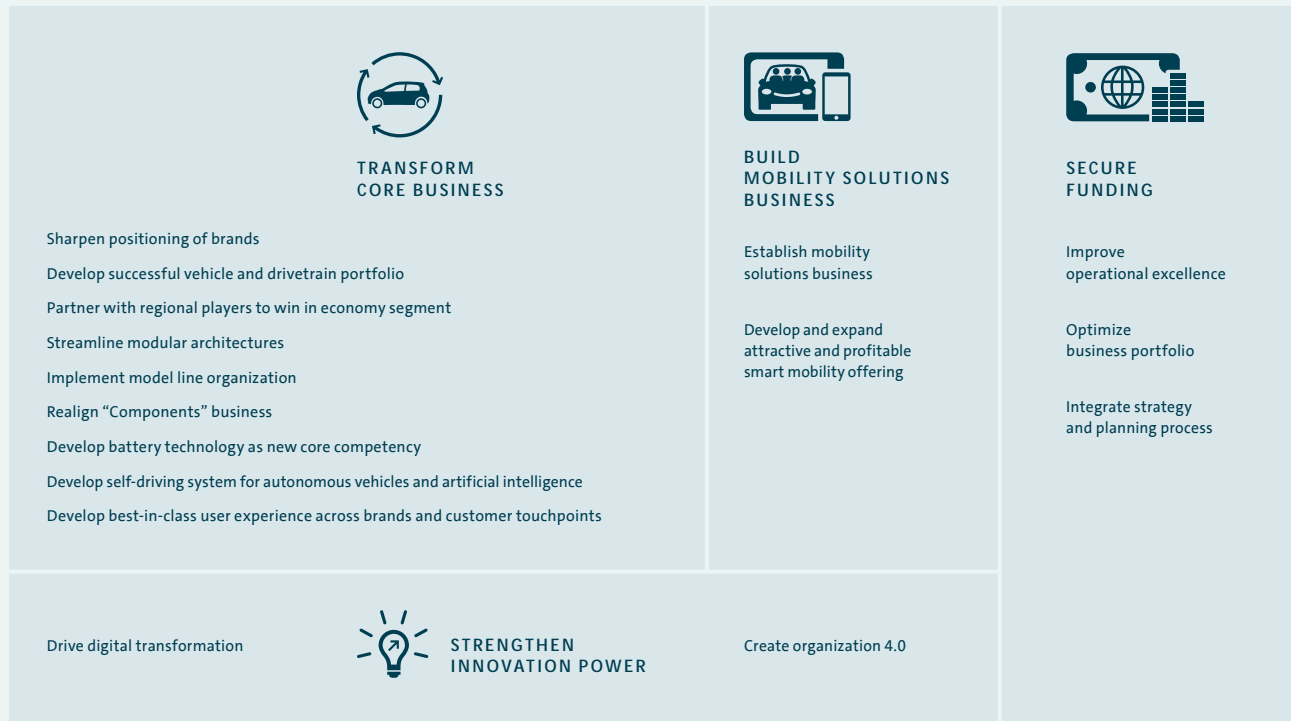 TRANSFORM
CORE BUSINESS
Sharpen positioning of brands
Develop successful vehicle and drivetrain portfolio
Partner with regional players to win in economy segment
Streamline modular architectures
Implement model line organization
Realign “Components” business
Develop battery technology as new core competency
Develop self-driving system for autonomous vehicles and artificial intelligence
Develop best-in-class user experience across brands and customer touchpoints
BUILD
MOBILITY SOLUTIONS
BUSINESS
Establish mobility
solutions business
Develop and expand
attractive and profitable
smart mobility offering
SECURE
FUNDING
Improve
operational excellence
Optimize
business portfolio
Integrate strategy
and planning process
Drive digital transformation
STRENGTHEN
INNOVATION POWER
Create organization 4.0